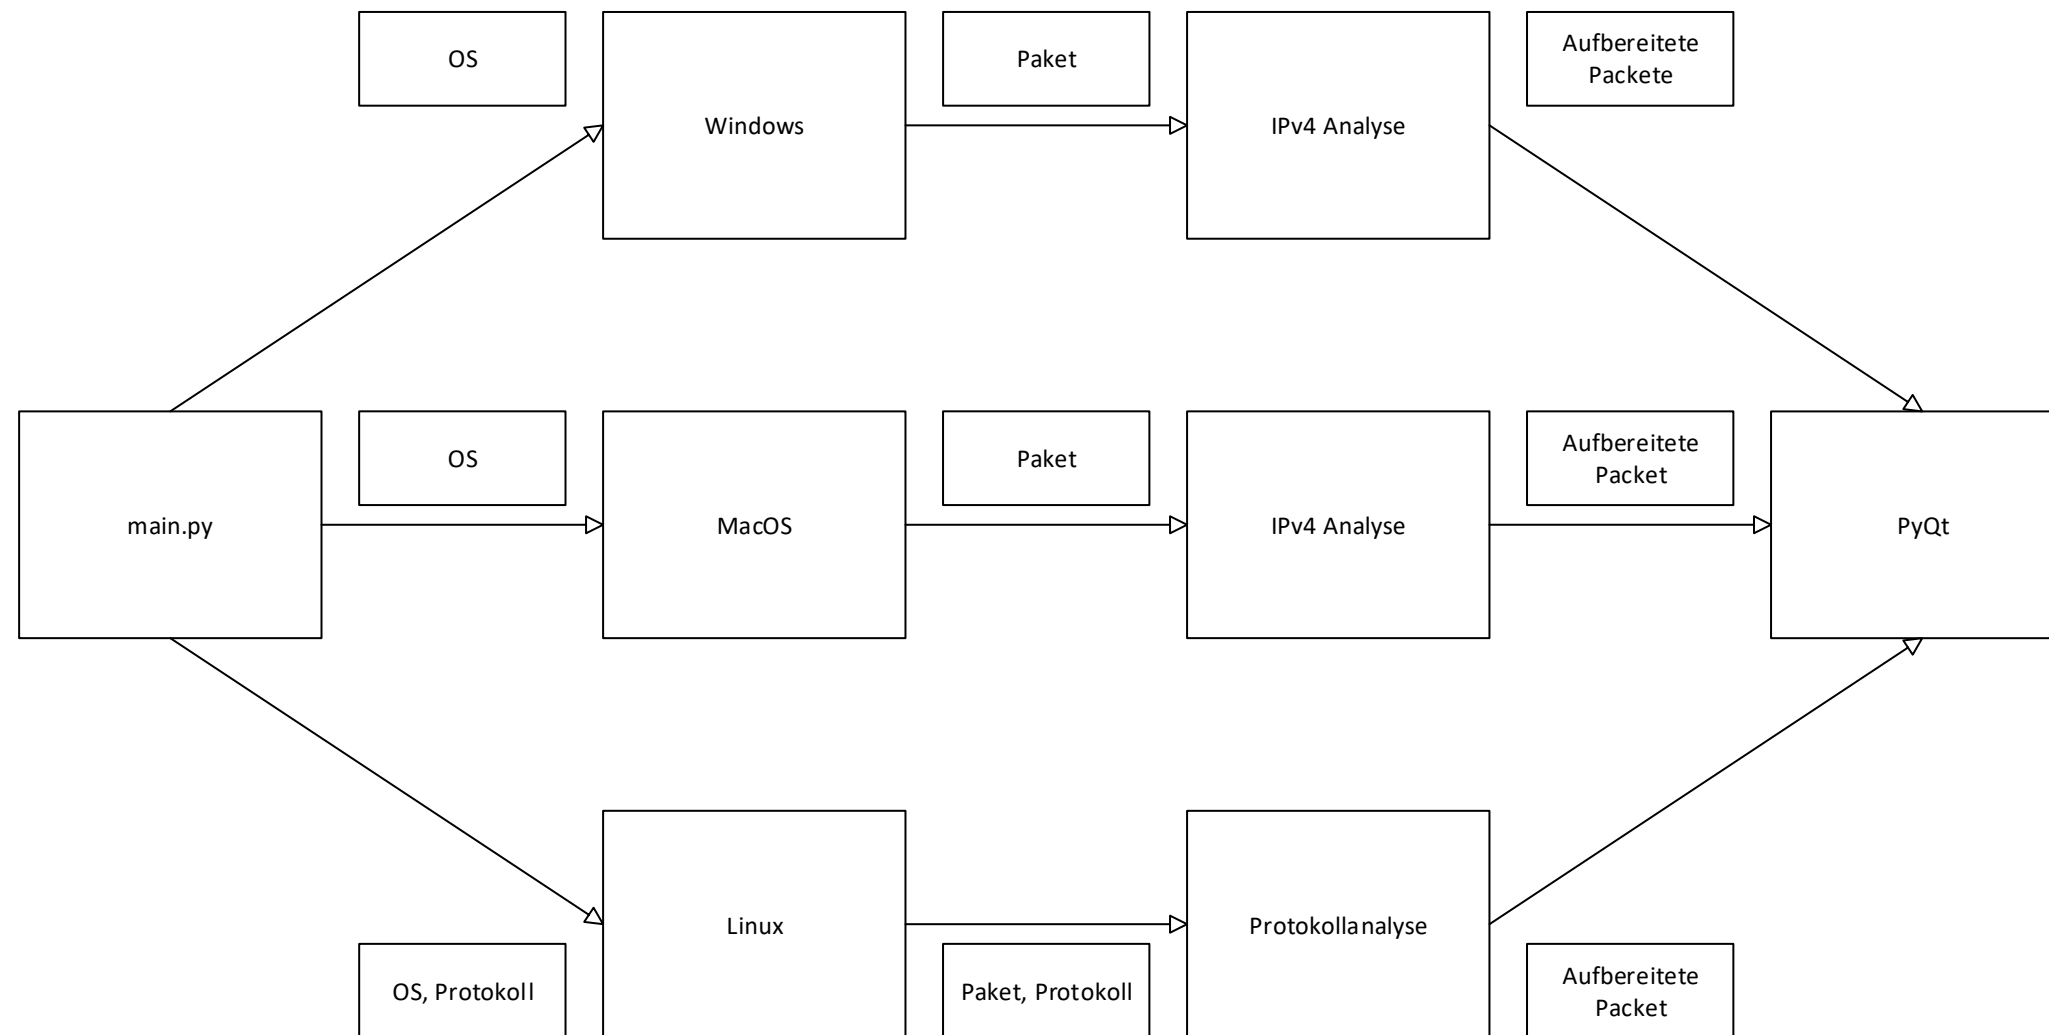 OS
Windows
Paket
IPv4 Analyse
Aufbereitete
Packete
main.py
OS
MacOS
Paket
IPv4 Analyse
Aufbereitete
Packet
PyQt
OS, Protokoll
Linux
Paket, Protokoll
Protokollanalyse
Aufbereitete
Packet